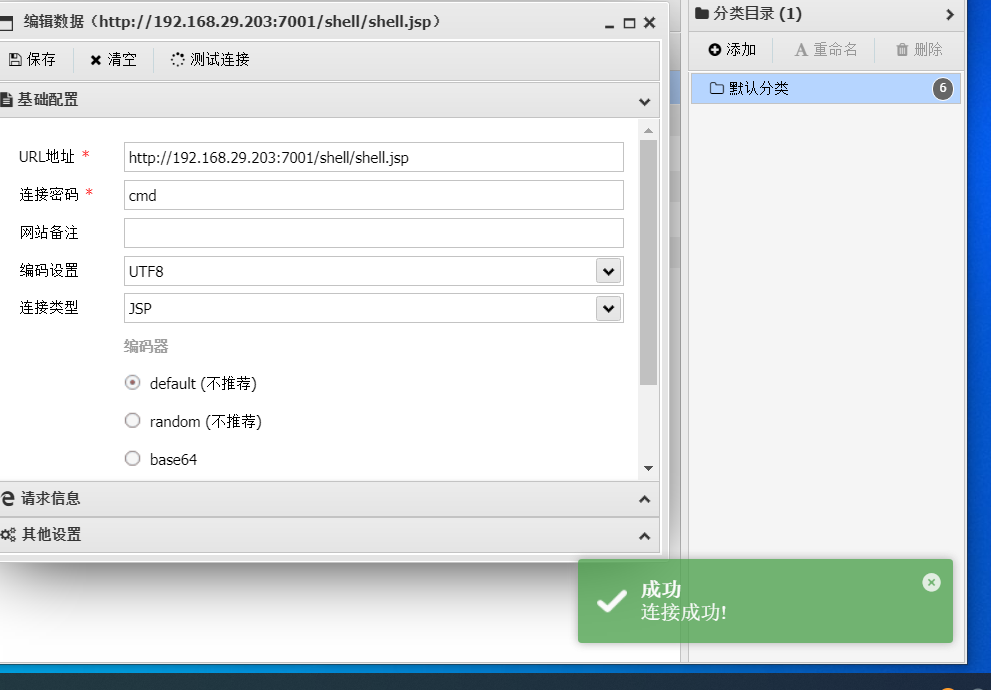 编辑数据（http://192.168.29.203:7001/shell/shell.jsp）
保存 清空 测试连接
基础配置
URL地址 * http://192.168.29.203:7001/shell/shell.jsp
连接密码 * cmd
网站备注
编码设置 UTF8
连接类型 JSP
编码器
default (不推荐)
random (不推荐)
base64
请求信息
其他设置
分类目录 (1)
添加 重命名 删除
默认分类 6
成功
连接成功!